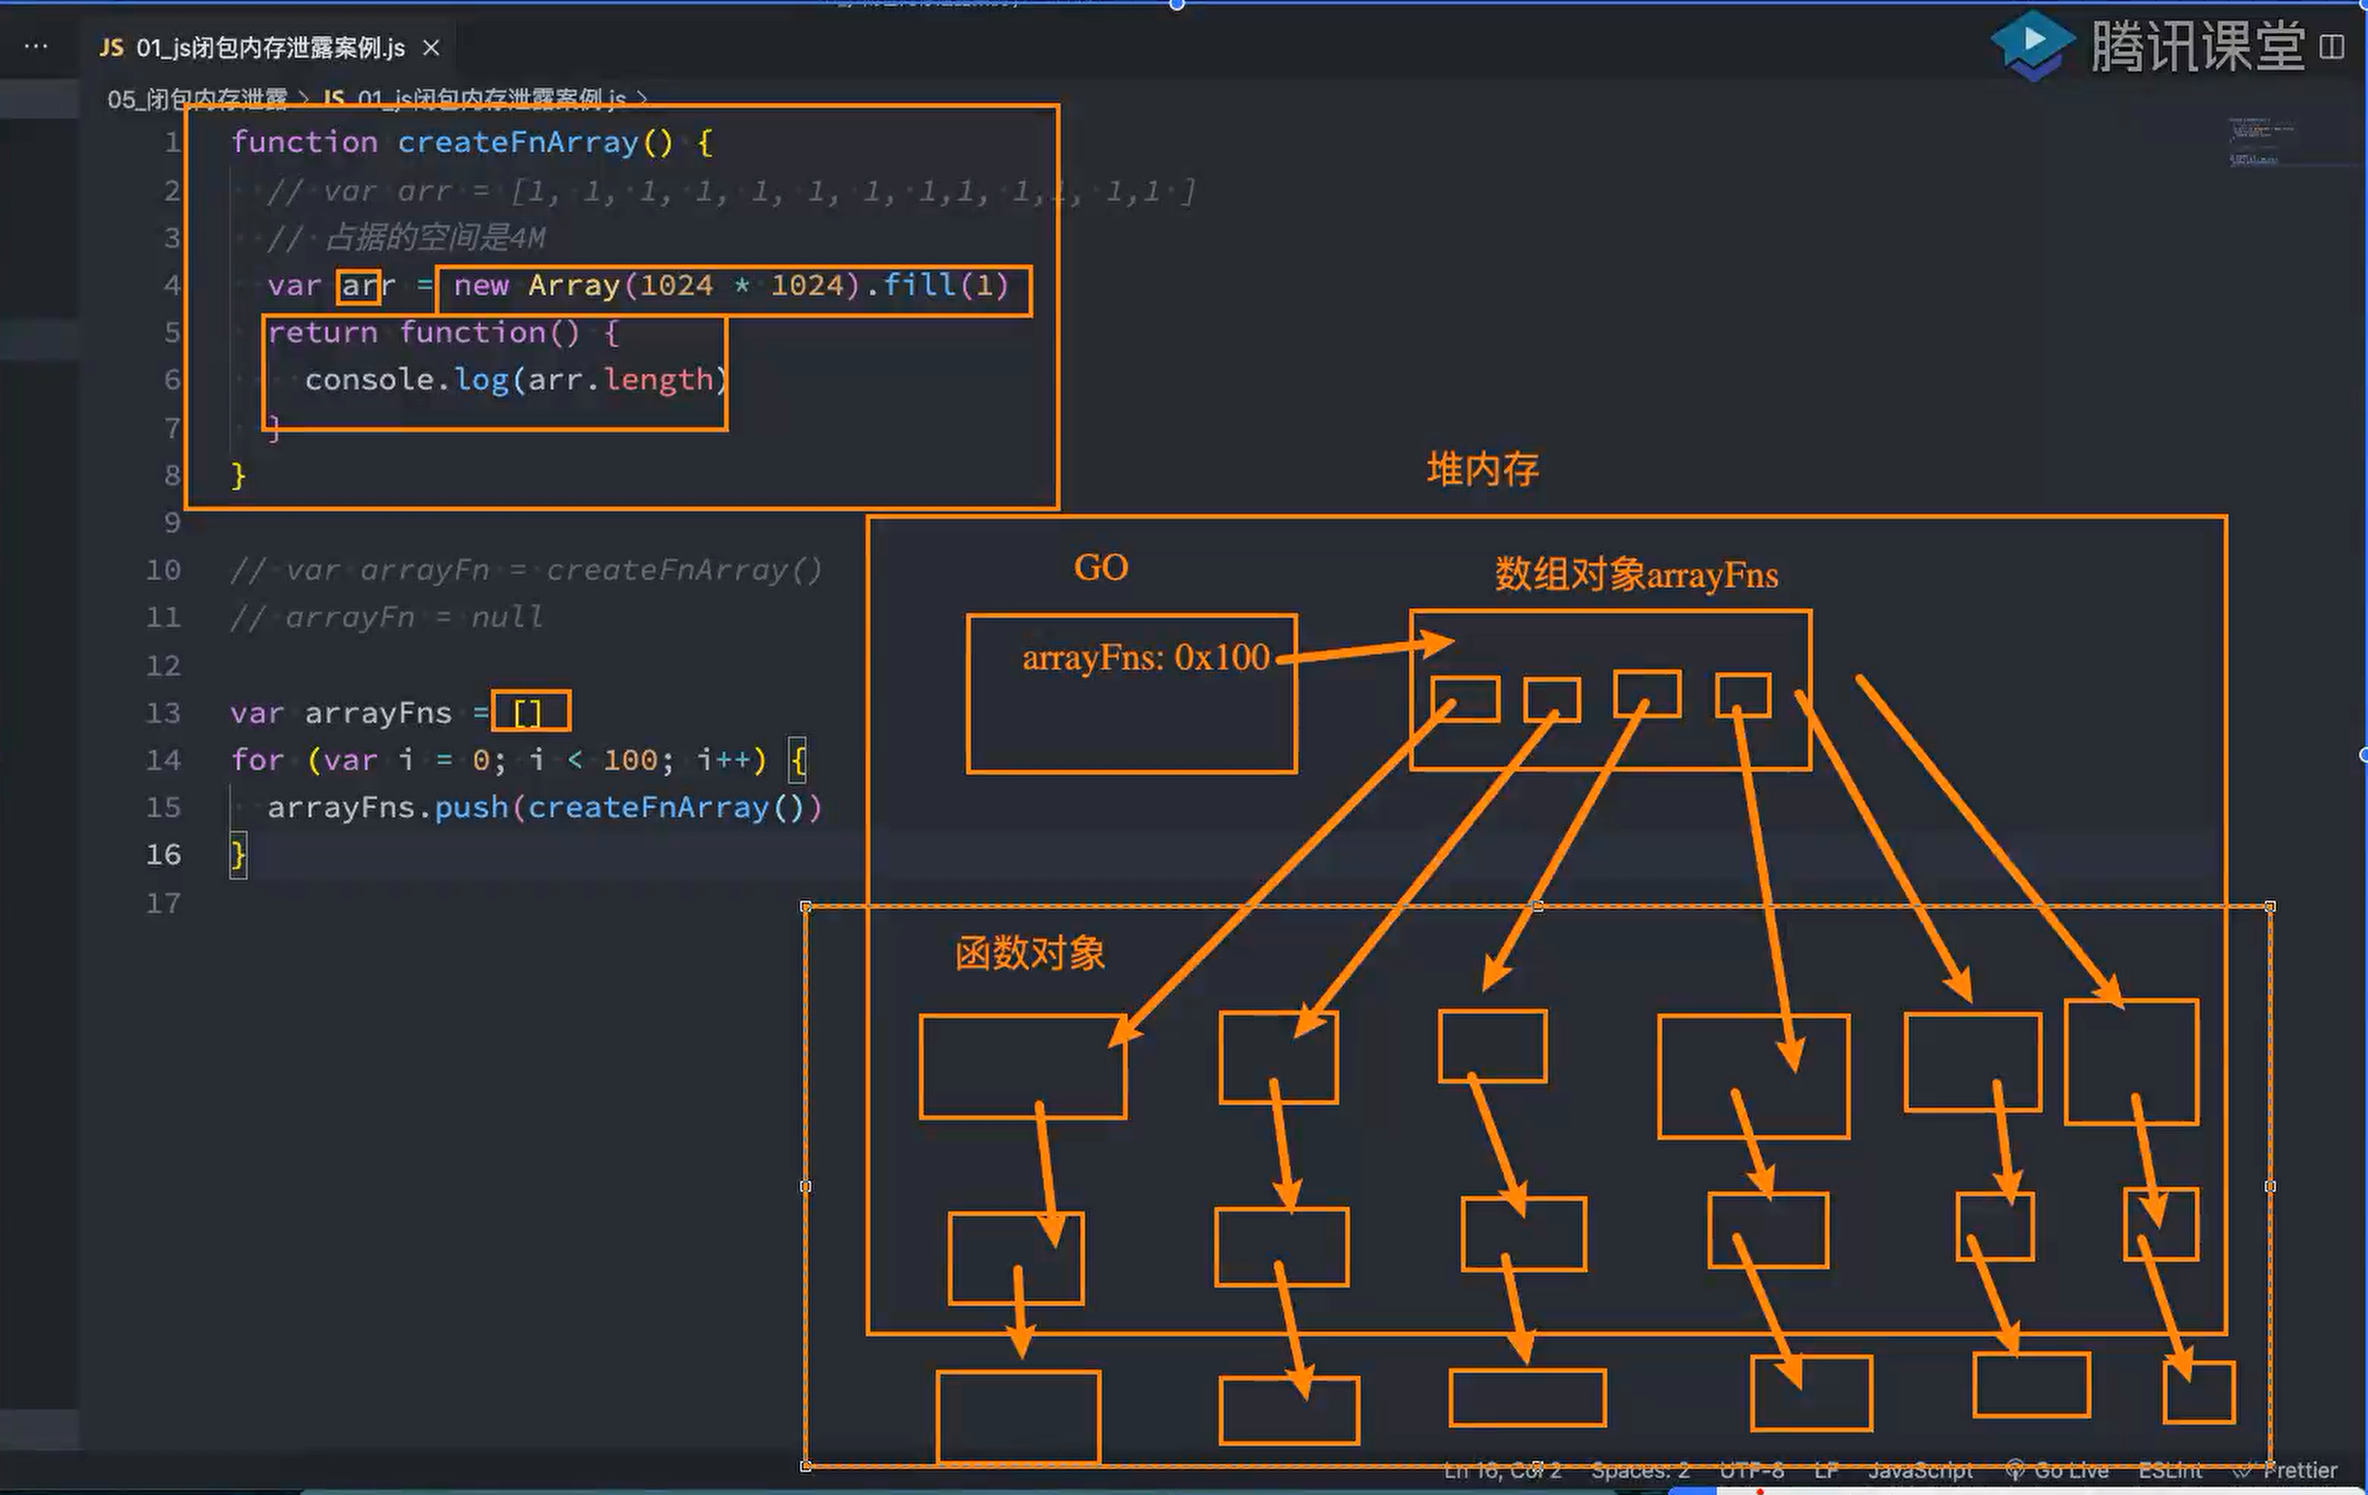 JS 01_js闭包内存泄露案例.js
腾讯课堂
05_闭包内存泄露 > JS 01_js闭包内存泄露案例.js >
1 function createFnArray() {
2 // var arr = [1, 1, 1, 1, 1, 1, 1, 1,1, 1,1, 1,1 ]
3 // 占据的空间是4M
4 var arr = new Array(1024 * 1024).fill(1)
5 return function() {
6 console.log(arr.length)
7 }
8 }
9
10 // var arrayFn = createFnArray()
11 // arrayFn = null
12
13 var arrayFns = []
14 for (var i = 0; i < 100; i++) {
15 arrayFns.push(createFnArray())
16 }
17
堆内存
GO
数组对象arrayFns
arrayFns: 0x100
函数对象
Ln 16, Col 2 Spaces: 2 UTF-8 LF JavaScript Go Live ESLint Prettier